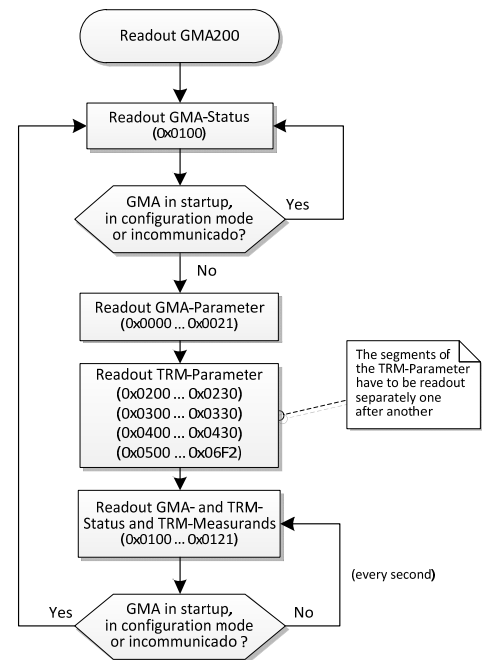 Readout GMA200
Readout GMA-Status
(0x0100)
GMA in startup,
in configuration mode
or incommunicado?
Yes
No
Readout GMA-Parameter
(0x0000 ... 0x0021)
Readout TRM-Parameter
(0x0200 ... 0x0230)
(0x0300 ... 0x0330)
(0x0400 ... 0x0430)
(0x0500 ... 0x06F2)
The segments of
the TRM-Parameter
have to be readout
separately one
after another
Readout GMA- and TRM-
Status and TRM-Measurands
(0x0100 ... 0x0121)
(every second)
Yes
GMA in startup,
in configuration mode
or incommunicado ?
No